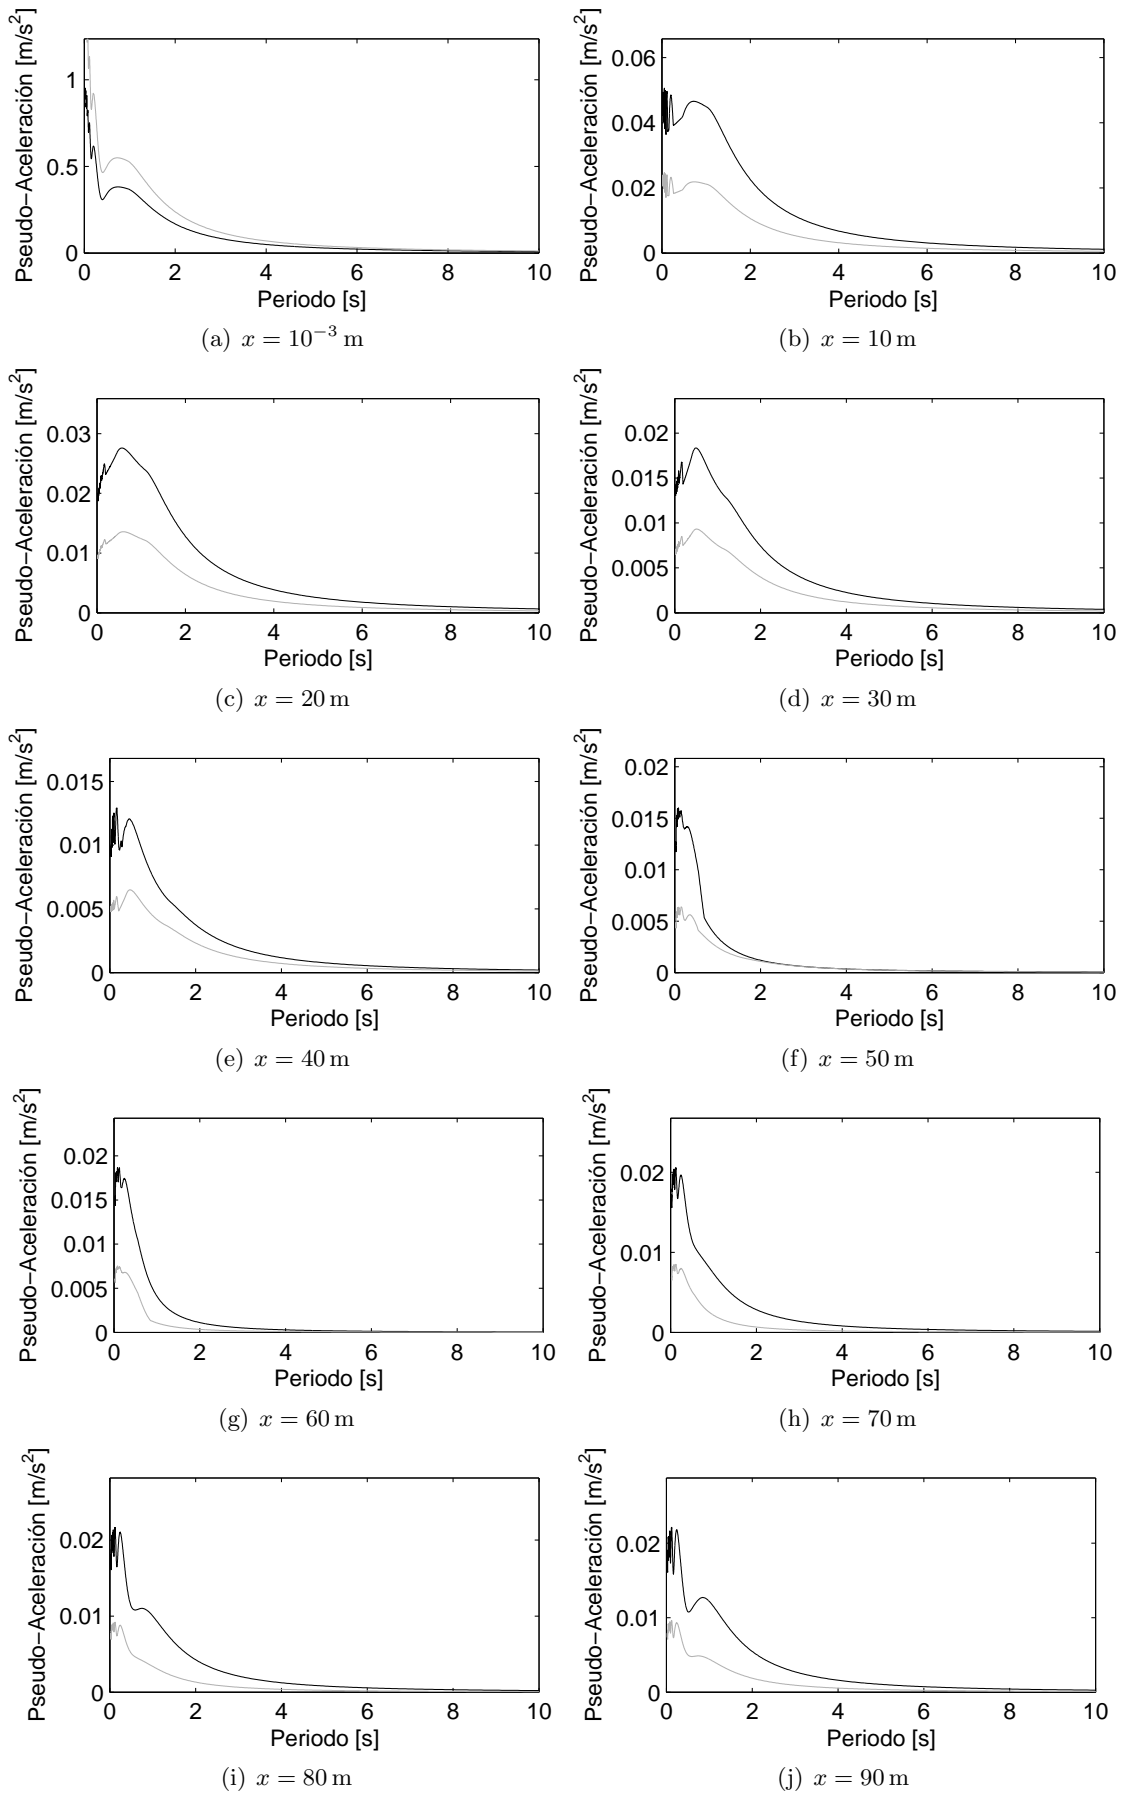 Pseudo−Aceleración [m/s²]
1
0.5
0
0 2 4 6 8 10
Periodo [s]
(a) x = 10⁻³ m
Pseudo−Aceleración [m/s²]
0.06
0.04
0.02
0
0 2 4 6 8 10
Periodo [s]
(b) x = 10 m
Pseudo−Aceleración [m/s²]
0.03
0.02
0.01
0
0 2 4 6 8 10
Periodo [s]
(c) x = 20 m
Pseudo−Aceleración [m/s²]
0.02
0.015
0.01
0.005
0
0 2 4 6 8 10
Periodo [s]
(d) x = 30 m
Pseudo−Aceleración [m/s²]
0.015
0.01
0.005
0
0 2 4 6 8 10
Periodo [s]
(e) x = 40 m
Pseudo−Aceleración [m/s²]
0.02
0.015
0.01
0.005
0
0 2 4 6 8 10
Periodo [s]
(f) x = 50 m
Pseudo−Aceleración [m/s²]
0.02
0.015
0.01
0.005
0
0 2 4 6 8 10
Periodo [s]
(g) x = 60 m
Pseudo−Aceleración [m/s²]
0.02
0.01
0
0 2 4 6 8 10
Periodo [s]
(h) x = 70 m
Pseudo−Aceleración [m/s²]
0.02
0.01
0
0 2 4 6 8 10
Periodo [s]
(i) x = 80 m
Pseudo−Aceleración [m/s²]
0.02
0.01
0
0 2 4 6 8 10
Periodo [s]
(j) x = 90 m